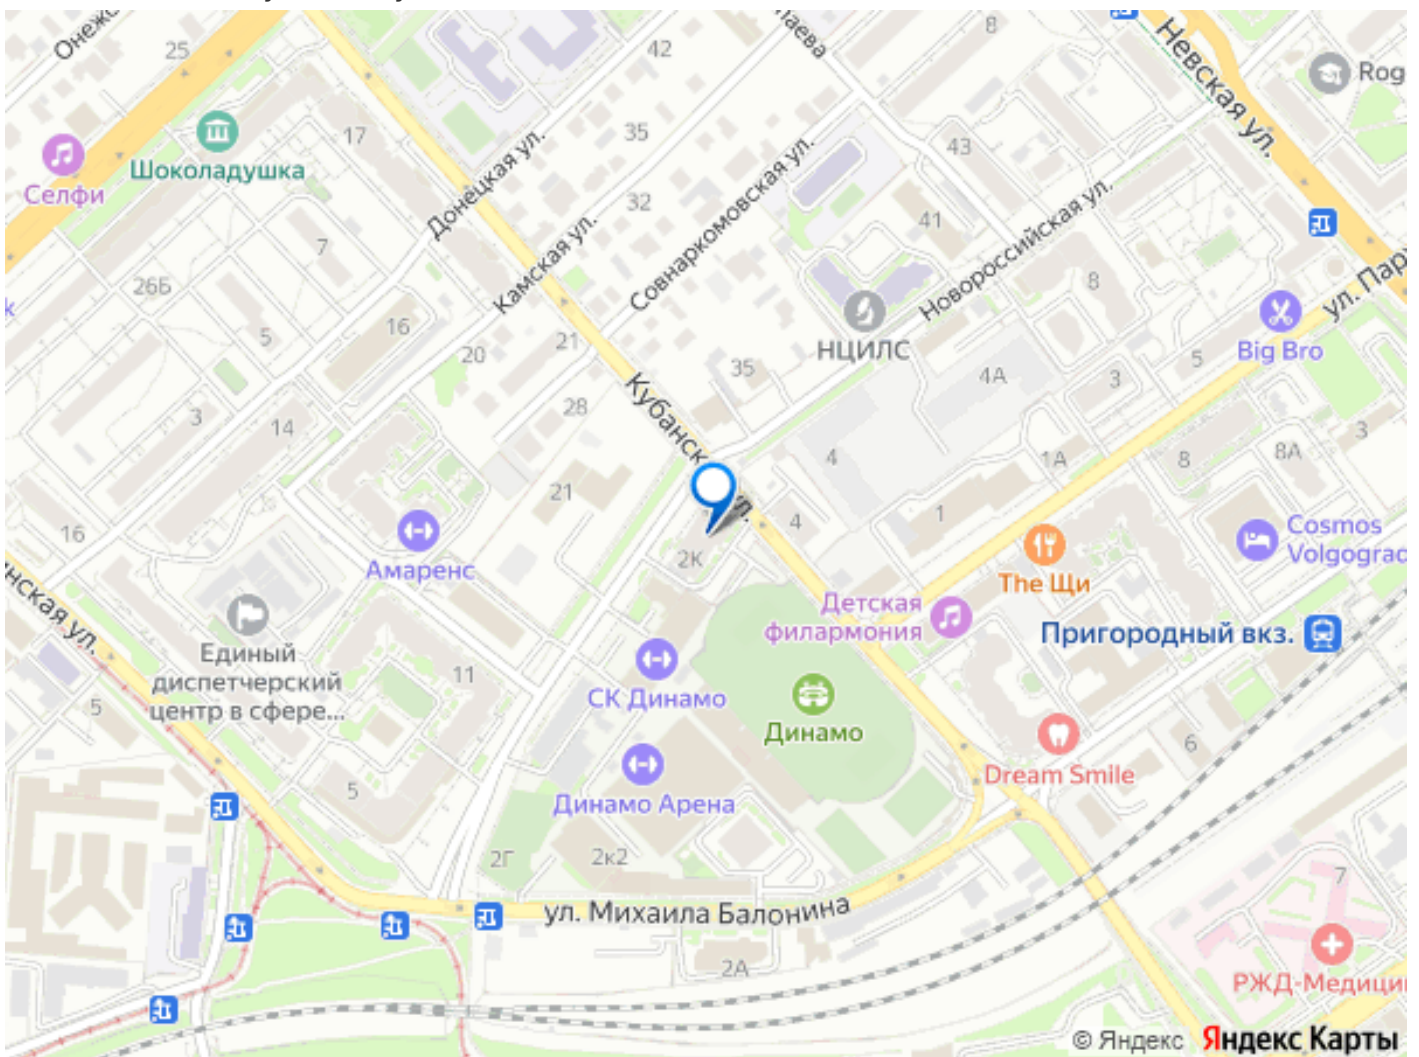 25
42
8
Невская ул.
Rog
Селфи
Шоколадушка
17
35
43
Донецкая ул.
32
Совнаркомовская ул.
41
Новороссийская ул.
7
Камская ул.
26Б
8
16
5
20
21
НЦИЛС
35
4А
5
3
Big Bro
3
14
28
Кубанская ул.
4
1А
8
8А
3
16
21
4
1
Амаренс
2К
The Щи
Cosmos
Volgograd
Детская
филармония
Пригородный вкз.
Единый
диспетчерский
центр в сфере...
11
5
СК Динамо
Динамо
6
Dream Smile
5
Динамо Арена
2Г
2к2
ул. Михаила Балонина
7
2А
РЖД-Медицин
© Яндекс Яндекс Карты